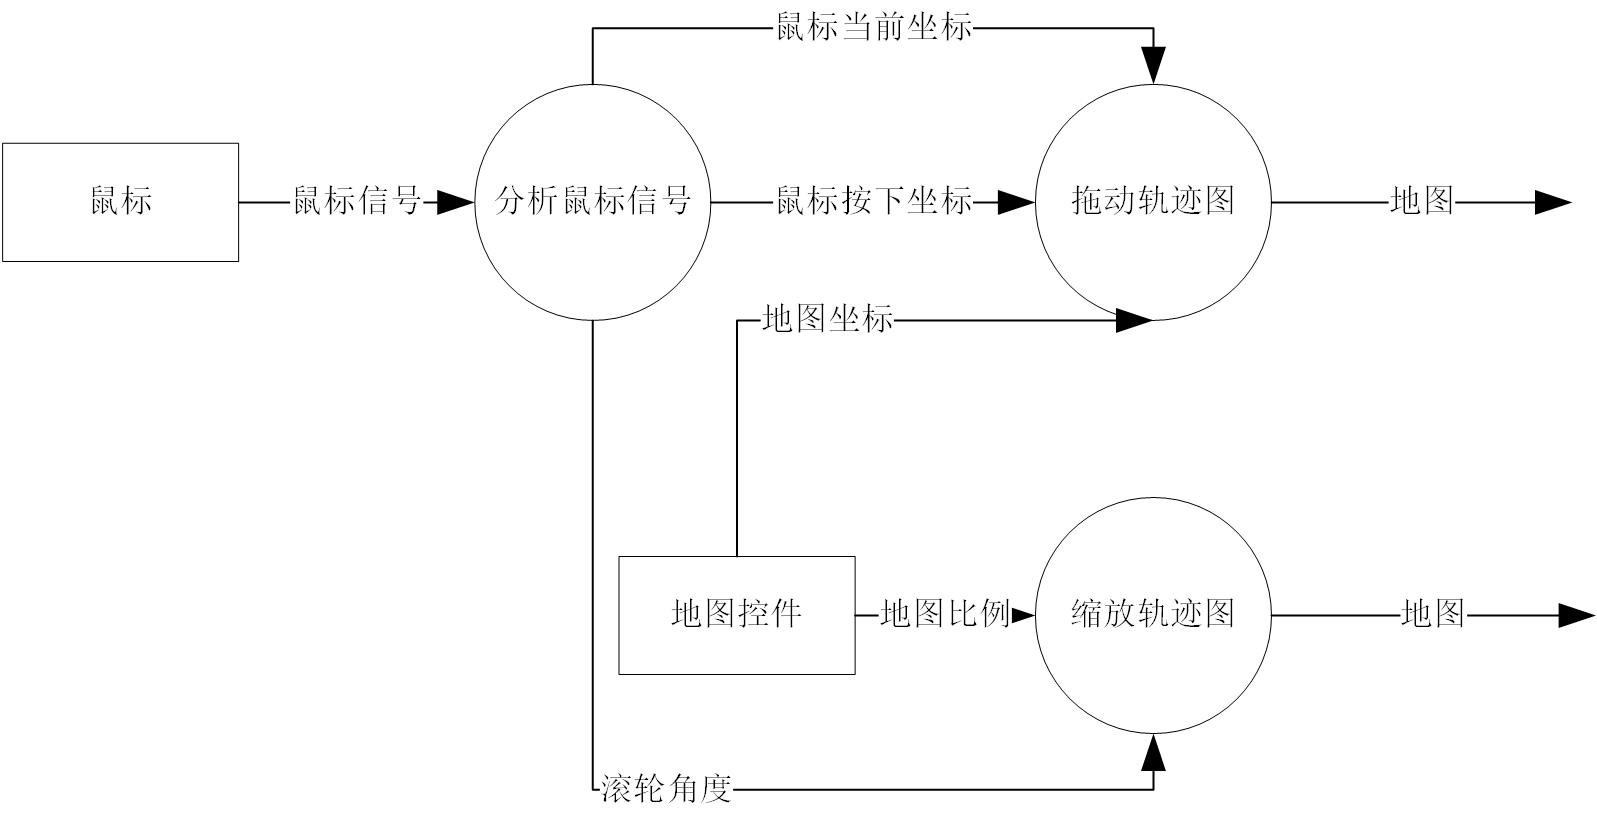 鼠标当前坐标
鼠标
鼠标信号
分析鼠标信号
鼠标按下坐标
拖动轨迹图
地图
地图坐标
地图控件
地图比例
缩放轨迹图
地图
滚轮角度